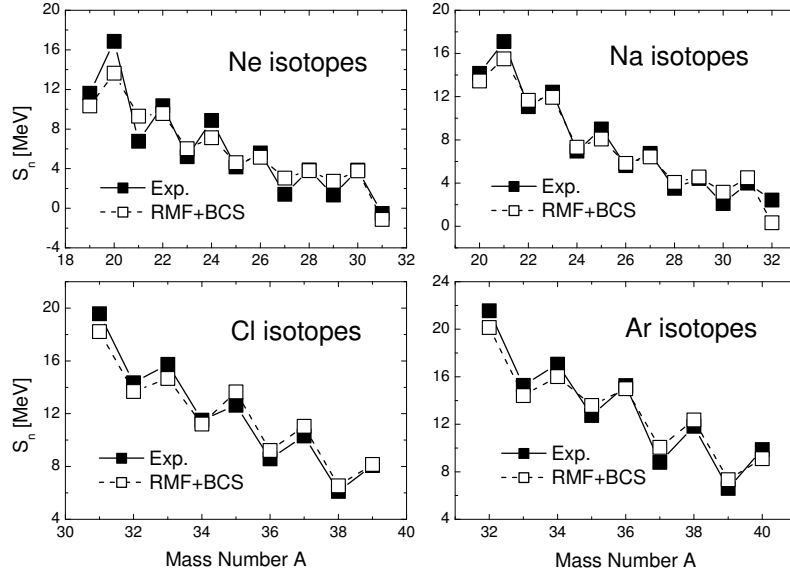 20
16
12
8
4
0
-4
S_n [MeV]
Ne isotopes
Exp.
RMF+BCS
18 20 22 24 26 28 30 32
20
16
12
8
4
0
Na isotopes
Exp.
RMF+BCS
20 22 24 26 28 30 32
20
16
12
8
4
S_n [MeV]
Cl isotopes
Exp.
RMF+BCS
30 32 34 36 38 40
Mass Number A
24
20
16
12
8
4
Ar isotopes
Exp.
RMF+BCS
32 34 36 38 40
Mass Number A